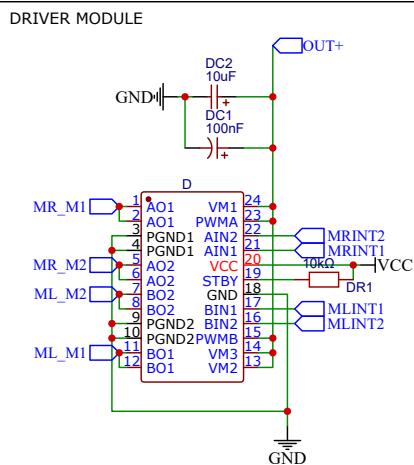 DRIVER MODULE
OUT+
DC2
10uF
GND
+
DC1
100nF
+
D
MR_M1 1 AO1 VM1 24
2 AO1 PWMA 23
3 PGND1 AIN2 22 MRINT2
4 PGND1 AIN1 21 MRINT1
MR_M2 5 AO2 VCC 20 VCC
6 AO2 STBY 19 10kΩ DR1
ML_M2 7 BO2 GND 18
8 BO2 BIN1 17 MLINT1
9 PGND2 BIN2 16 MLINT2
10 PGND2 PWMB 15
ML_M1 11 BO1 VM3 14
12 BO1 VM2 13
GND